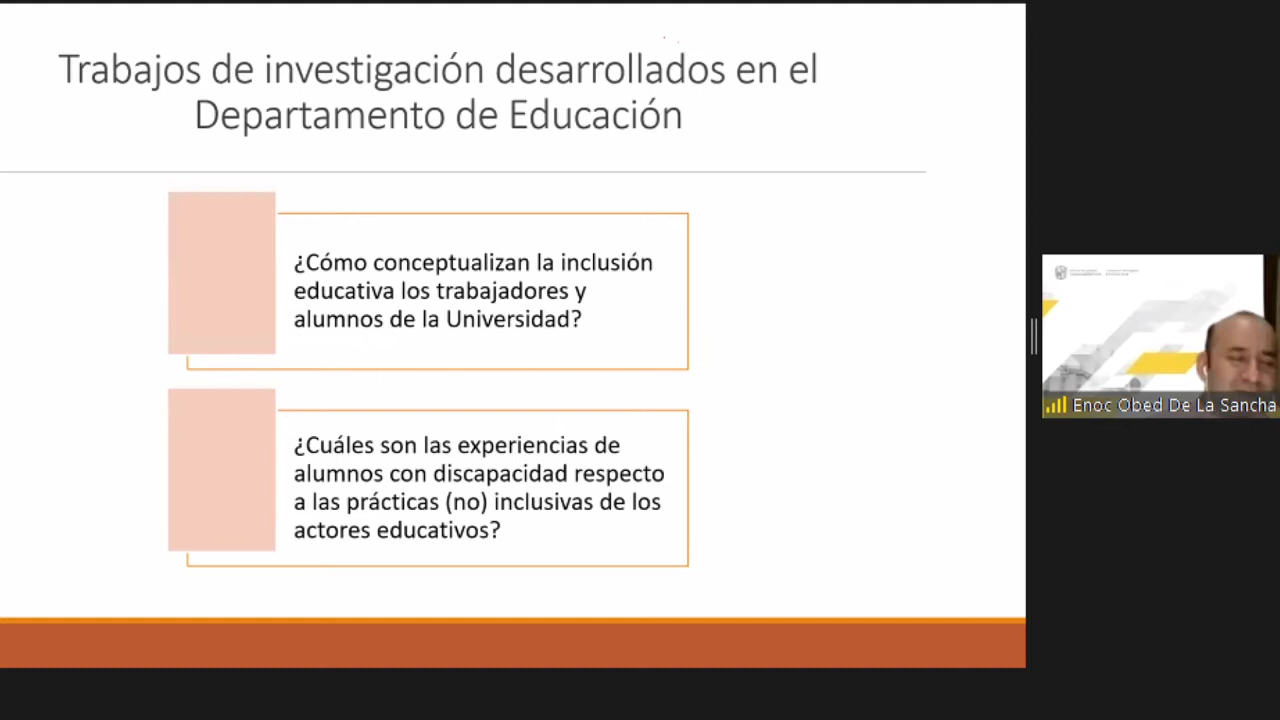 Trabajos de investigación desarrollados en el
Departamento de Educación
¿Cómo conceptualizan la inclusión
educativa los trabajadores y
alumnos de la Universidad?
¿Cuáles son las experiencias de
alumnos con discapacidad respecto
a las prácticas (no) inclusivas de los
actores educativos?
Enoc Obed De La Sancha